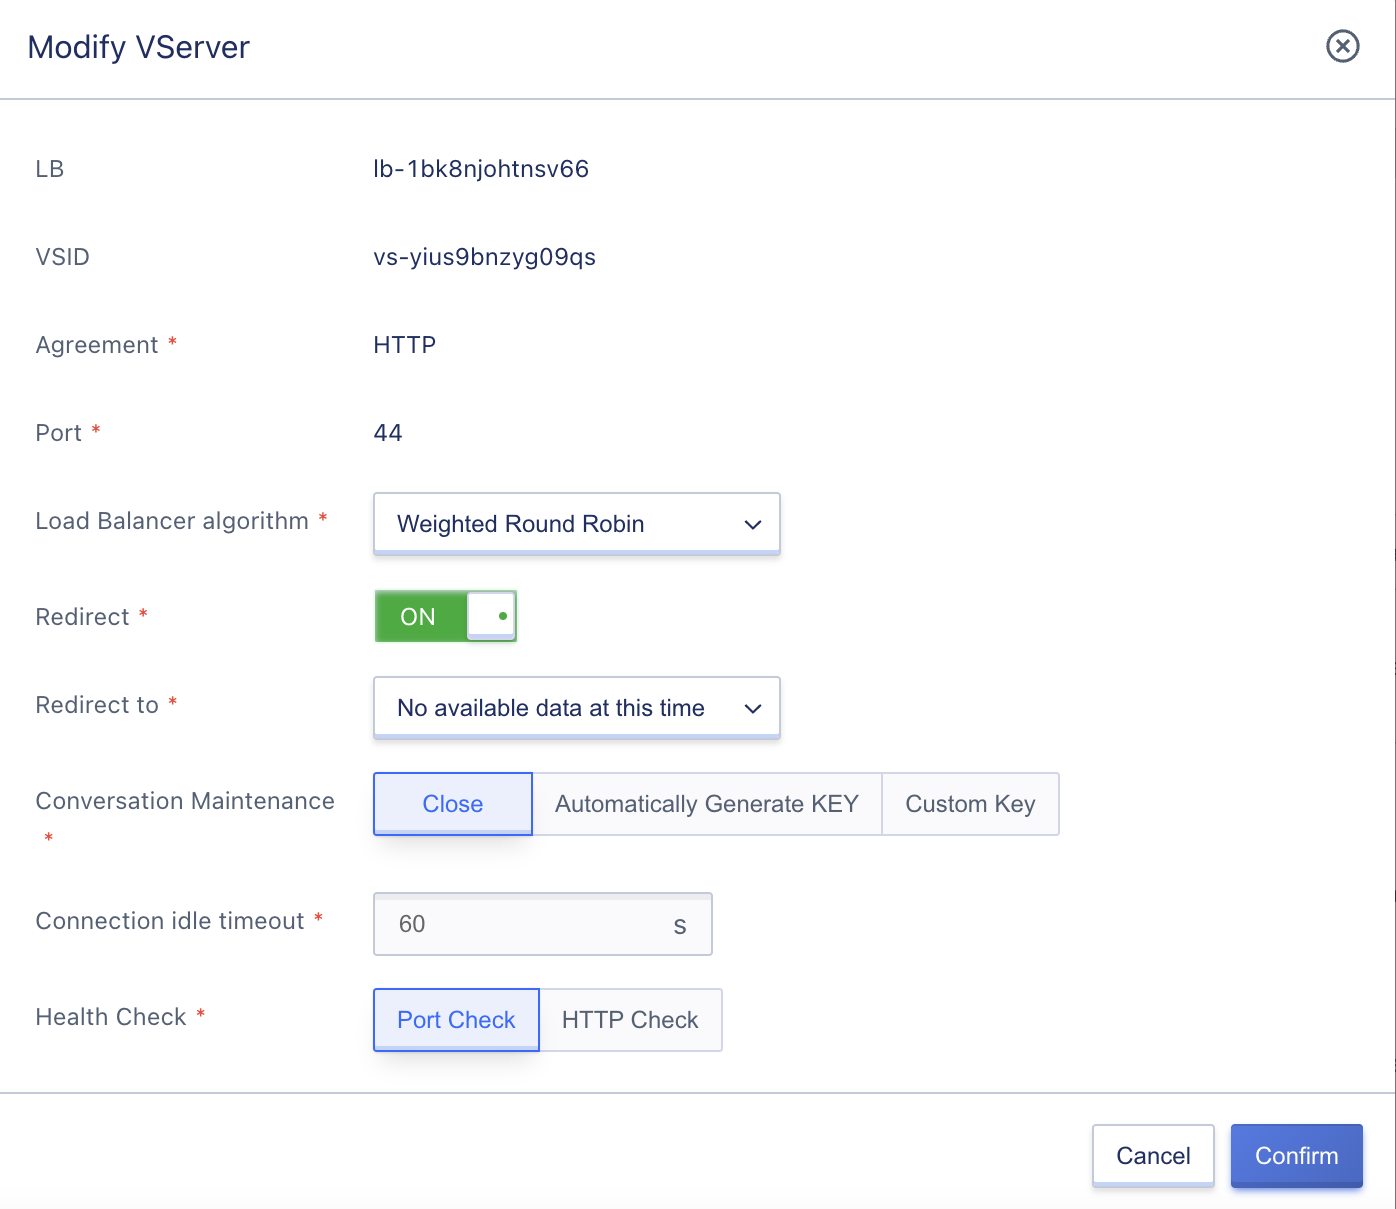 Modify VServer
LB
lb-1bk8njohtnsv66
VSID
vs-yius9bnzyg09qs
Agreement *
HTTP
Port *
44
Load Balancer algorithm *
Weighted Round Robin
Redirect *
ON
Redirect to *
No available data at this time
Conversation Maintenance
*
Close
Automatically Generate KEY
Custom Key
Connection idle timeout *
60
s
Health Check *
Port Check
HTTP Check
Cancel
Confirm